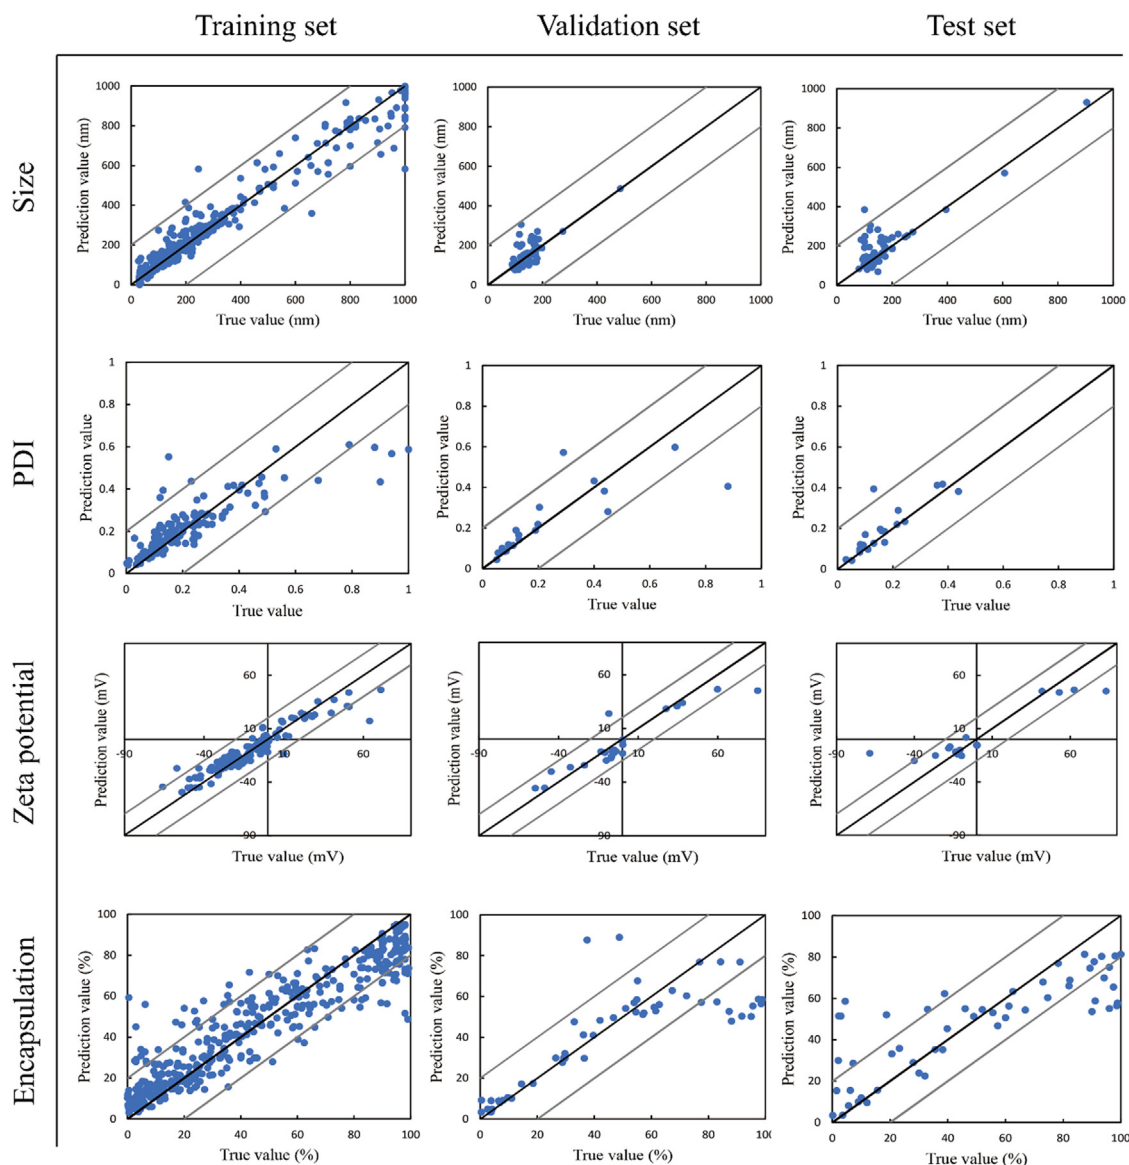 Training set Validation set Test set
Size
Prediction value (nm)
1000
800
600
400
200
0
0 200 400 600 800 1000
True value (nm)
Prediction value (nm)
1000
800
600
400
200
0
0 200 400 600 800 1000
True value (nm)
Prediction value (nm)
1000
800
600
400
200
0
0 200 400 600 800 1000
True value (nm)
PDI
Prediction value
1
0.8
0.6
0.4
0.2
0
0 0.2 0.4 0.6 0.8 1
True value
Prediction value
1
0.8
0.6
0.4
0.2
0
0 0.2 0.4 0.6 0.8 1
True value
Prediction value
1
0.8
0.6
0.4
0.2
0
0 0.2 0.4 0.6 0.8 1
True value
Zeta potential
Prediction value (mV)
60
10
-90 -40 10 60
-40
-90
True value (mV)
Prediction value (mV)
60
10
-90 -40 10 60
-40
-90
True value (mV)
Prediction value (mV)
60
10
-90 -40 10 60
-40
-90
True value (mV)
Encapsulation
Prediction value (%)
100
80
60
40
20
0
0 20 40 60 80 100
True value (%)
Prediction value (%)
100
80
60
40
20
0
0 20 40 60 80 100
True value (%)
Prediction value (%)
100
80
60
40
20
0
0 20 40 60 80 100
True value (%)